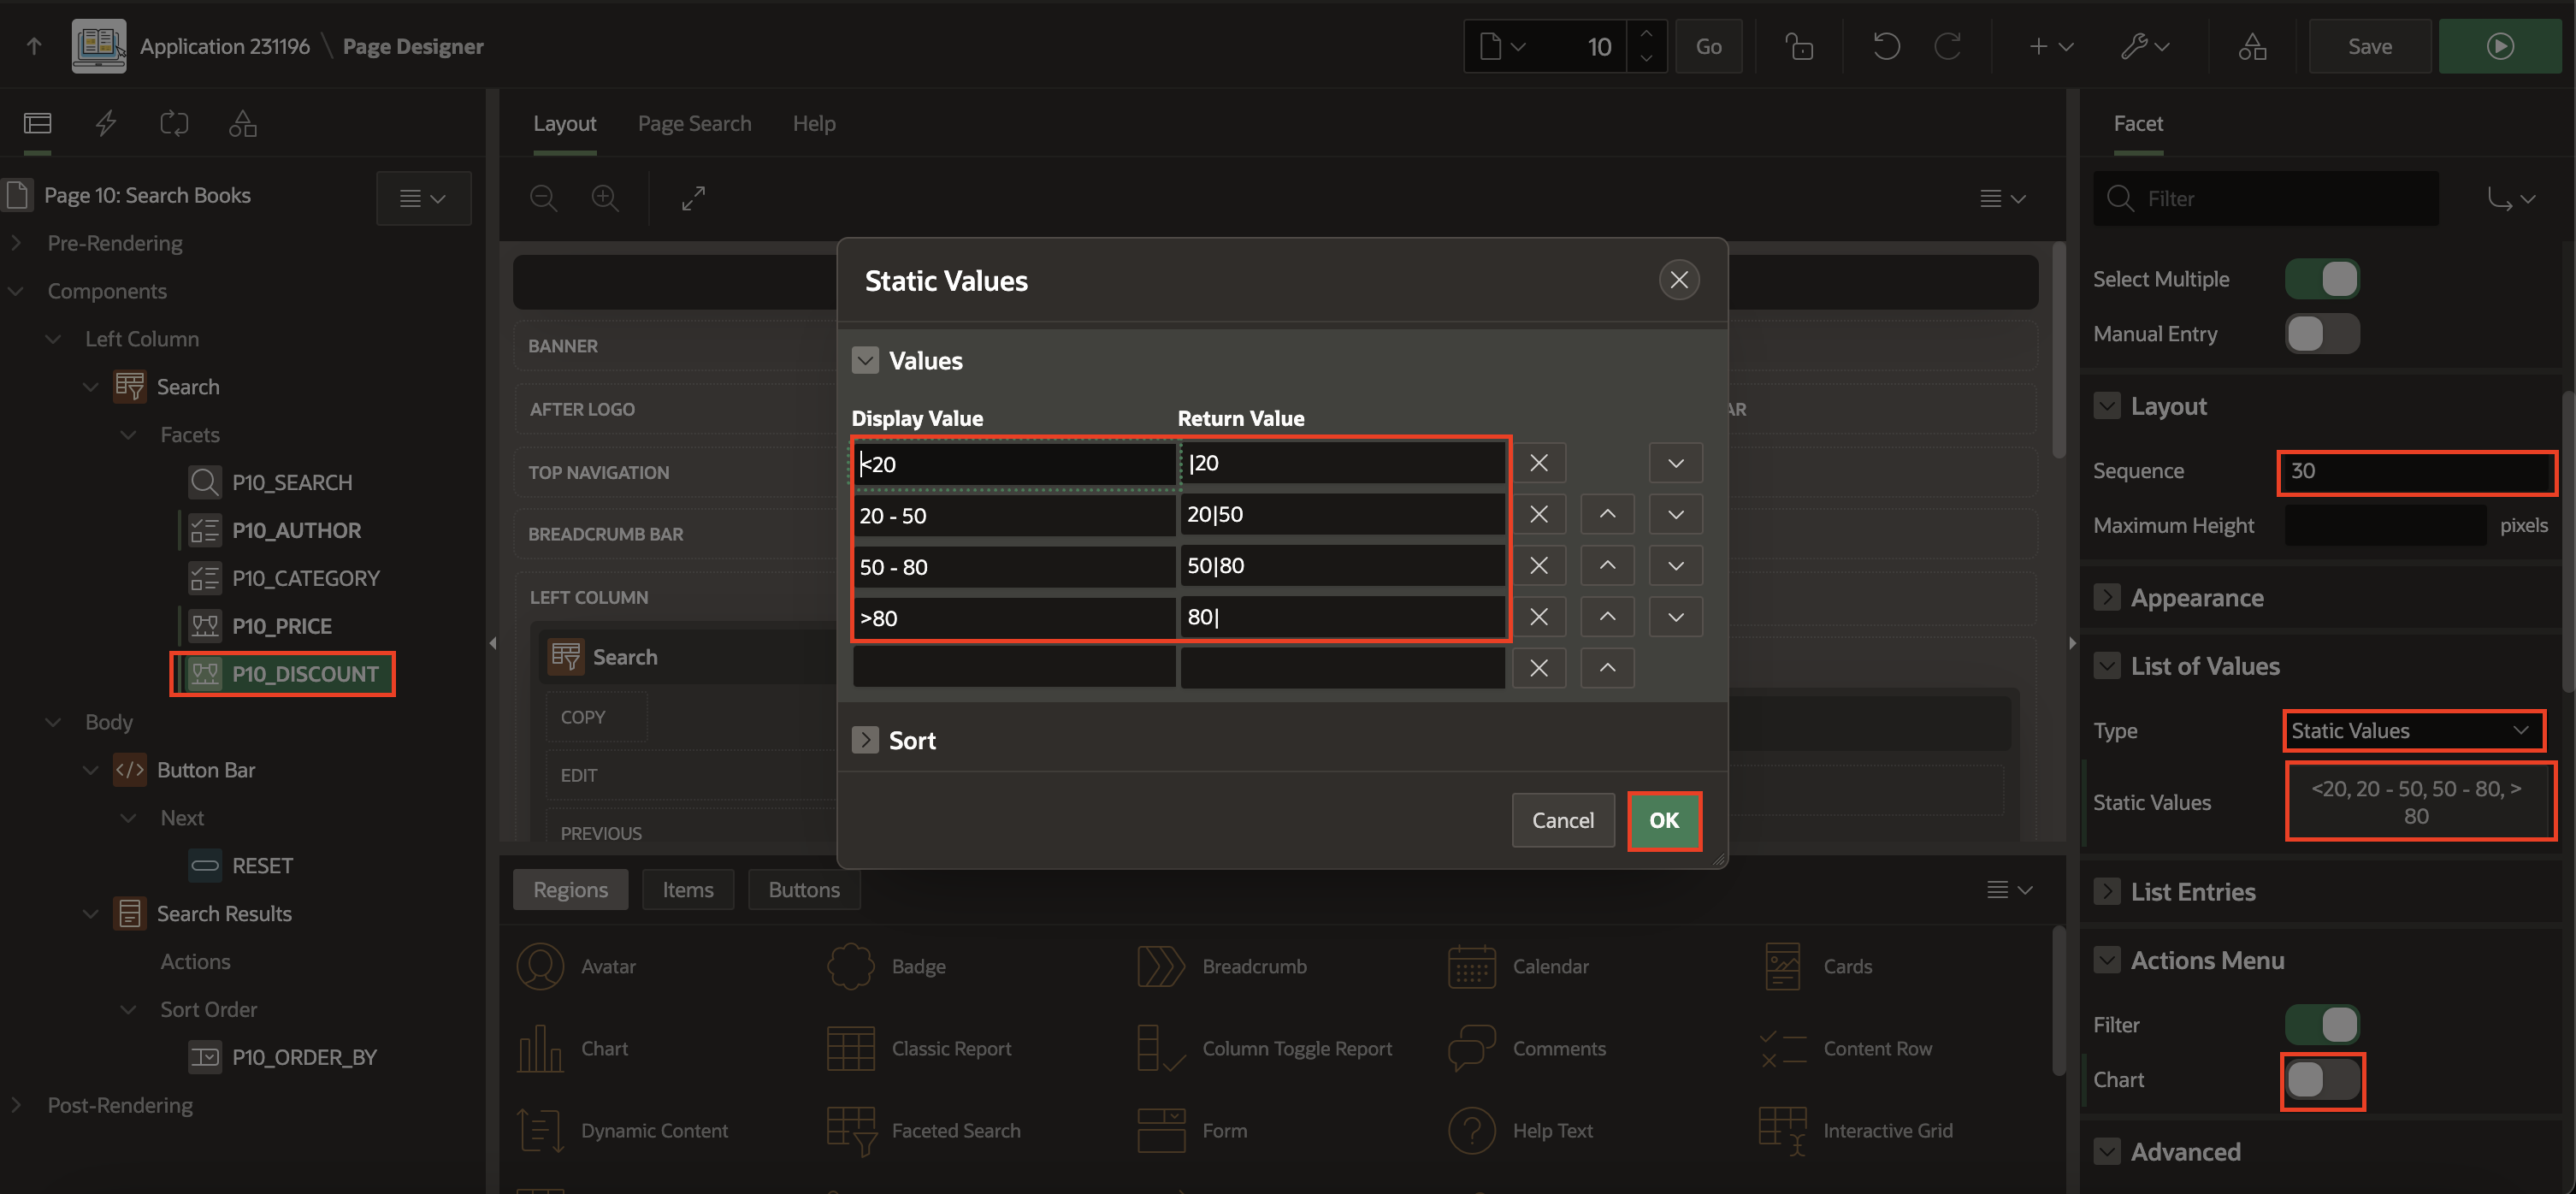 Application 231196 \ Page Designer
10
Go
Save
Layout
Page Search
Help
Facet
Page 10: Search Books
Pre-Rendering
Components
Left Column
Search
Facets
P10_SEARCH
P10_AUTHOR
P10_CATEGORY
P10_PRICE
P10_DISCOUNT
Body
Button Bar
Next
RESET
Search Results
Actions
Sort Order
P10_ORDER_BY
Post-Rendering
BANNER
AFTER LOGO
AR
TOP NAVIGATION
BREADCRUMB BAR
LEFT COLUMN
Search
COPY
EDIT
PREVIOUS
Static Values
Values
Display Value Return Value
<20 |20
20 - 50 20|50
50 - 80 50|80
>80 80|
Sort
Cancel
OK
Regions
Items
Buttons
Avatar
Badge
Breadcrumb
Calendar
Cards
Chart
Classic Report
Column Toggle Report
Comments
Content Row
Dynamic Content
Faceted Search
Form
Help Text
Interactive Grid
Filter
Select Multiple
Manual Entry
Layout
Sequence 30
Maximum Height pixels
Appearance
List of Values
Type Static Values
Static Values <20, 20 - 50, 50 - 80, >
80
List Entries
Actions Menu
Filter
Chart
Advanced